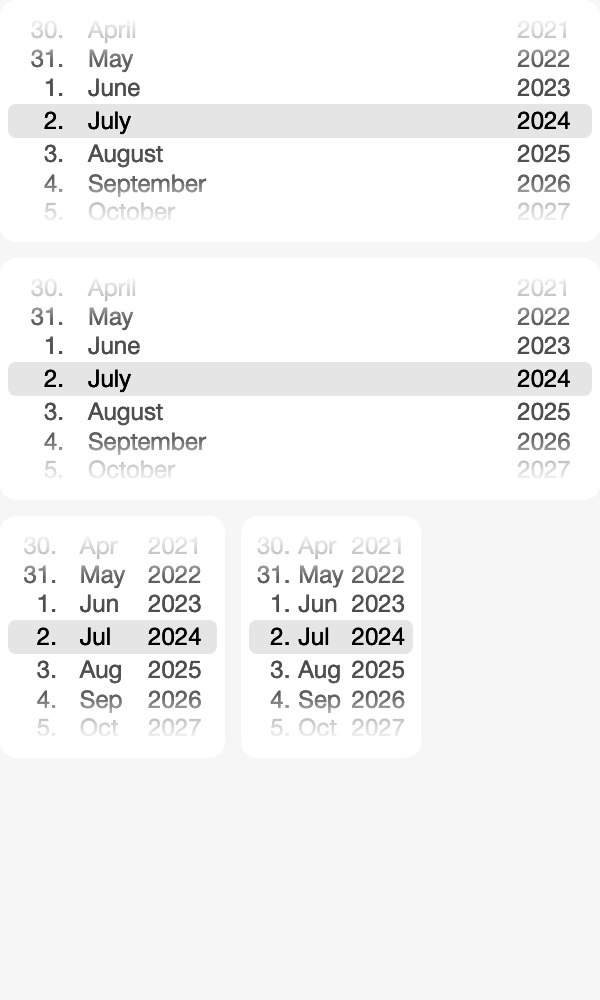 30. April 2021
31. May 2022
1. June 2023
2. July 2024
3. August 2025
4. September 2026
5. October 2027
30. April 2021
31. May 2022
1. June 2023
2. July 2024
3. August 2025
4. September 2026
5. October 2027
30. Apr 2021
31. May 2022
1. Jun 2023
2. Jul 2024
3. Aug 2025
4. Sep 2026
5. Oct 2027
30. Apr 2021
31. May 2022
1. Jun 2023
2. Jul 2024
3. Aug 2025
4. Sep 2026
5. Oct 2027